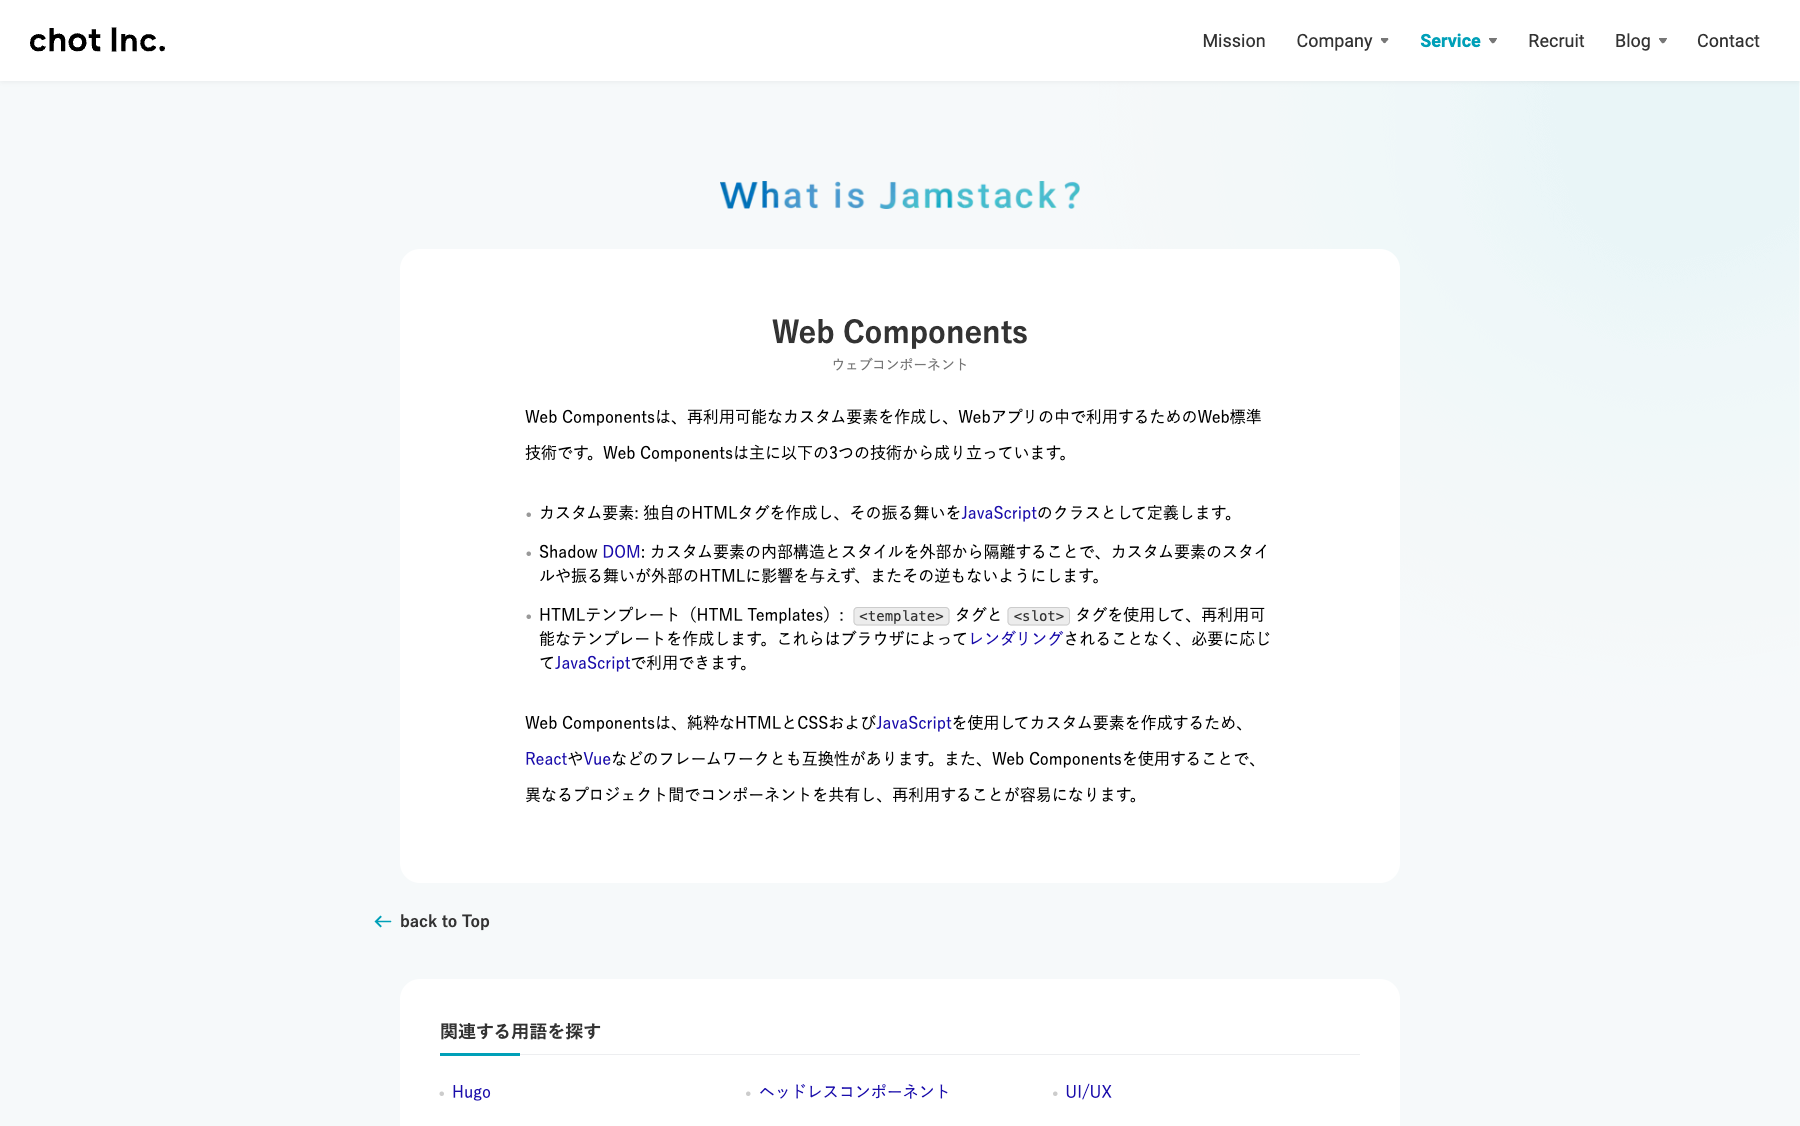 chot Inc.
Mission Company Service Recruit Blog Contact
What is Jamstack?
Web Components
ウェブコンポーネント
Web Componentsは、再利用可能なカスタム要素を作成し、Webアプリの中で利用するためのWeb標準
技術です。Web Componentsは主に以下の3つの技術から成り立っています。
カスタム要素: 独自のHTMLタグを作成し、その振る舞いをJavaScriptのクラスとして定義します。
Shadow DOM: カスタム要素の内部構造とスタイルを外部から隔離することで、カスタム要素のスタイ
ルや振る舞いが外部のHTMLに影響を与えず、またその逆もないようにします。
HTMLテンプレート（HTML Templates）: <template> タグと <slot> タグを使用して、再利用可
能なテンプレートを作成します。これらはブラウザによってレンダリングされることなく、必要に応じ
てJavaScriptで利用できます。
Web Componentsは、純粋なHTMLとCSSおよびJavaScriptを使用してカスタム要素を作成するため、
ReactやVueなどのフレームワークとも互換性があります。また、Web Componentsを使用することで、
異なるプロジェクト間でコンポーネントを共有し、再利用することが容易になります。
← back to Top
関連する用語を探す
Hugo ヘッドレスコンポーネント UI/UX